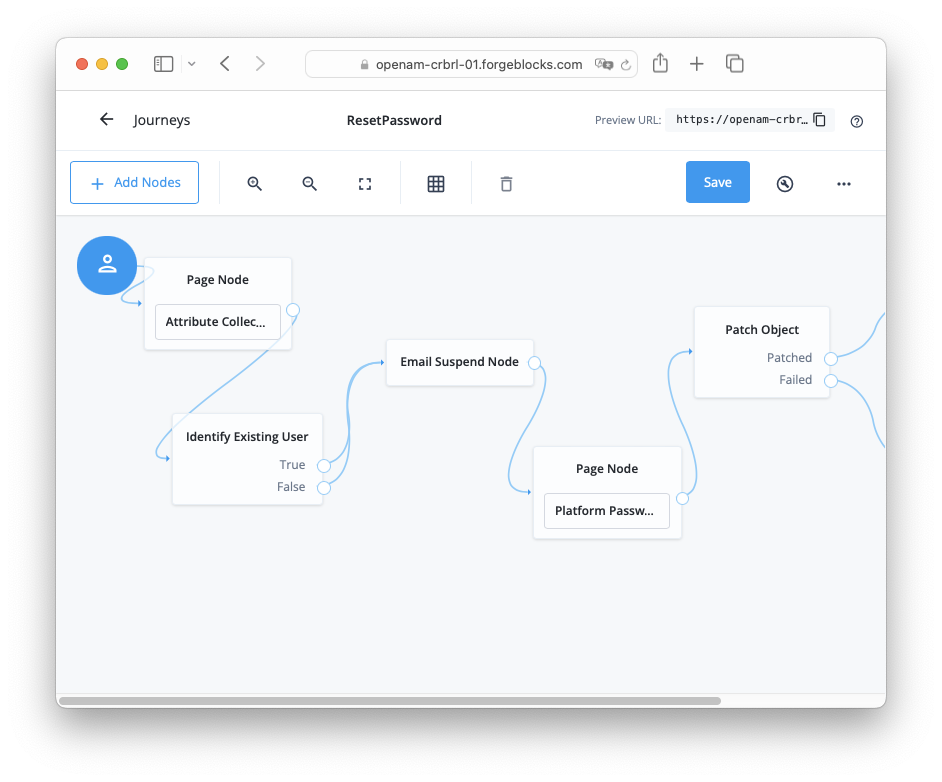 openam-crbrl-01.forgeblocks.com
Journeys
ResetPassword
Preview URL:
https://openam-crbr…
Add Nodes
Save
Page Node
Attribute Collec...
Identify Existing User
True
False
Email Suspend Node
Page Node
Platform Passw...
Patch Object
Patched
Failed